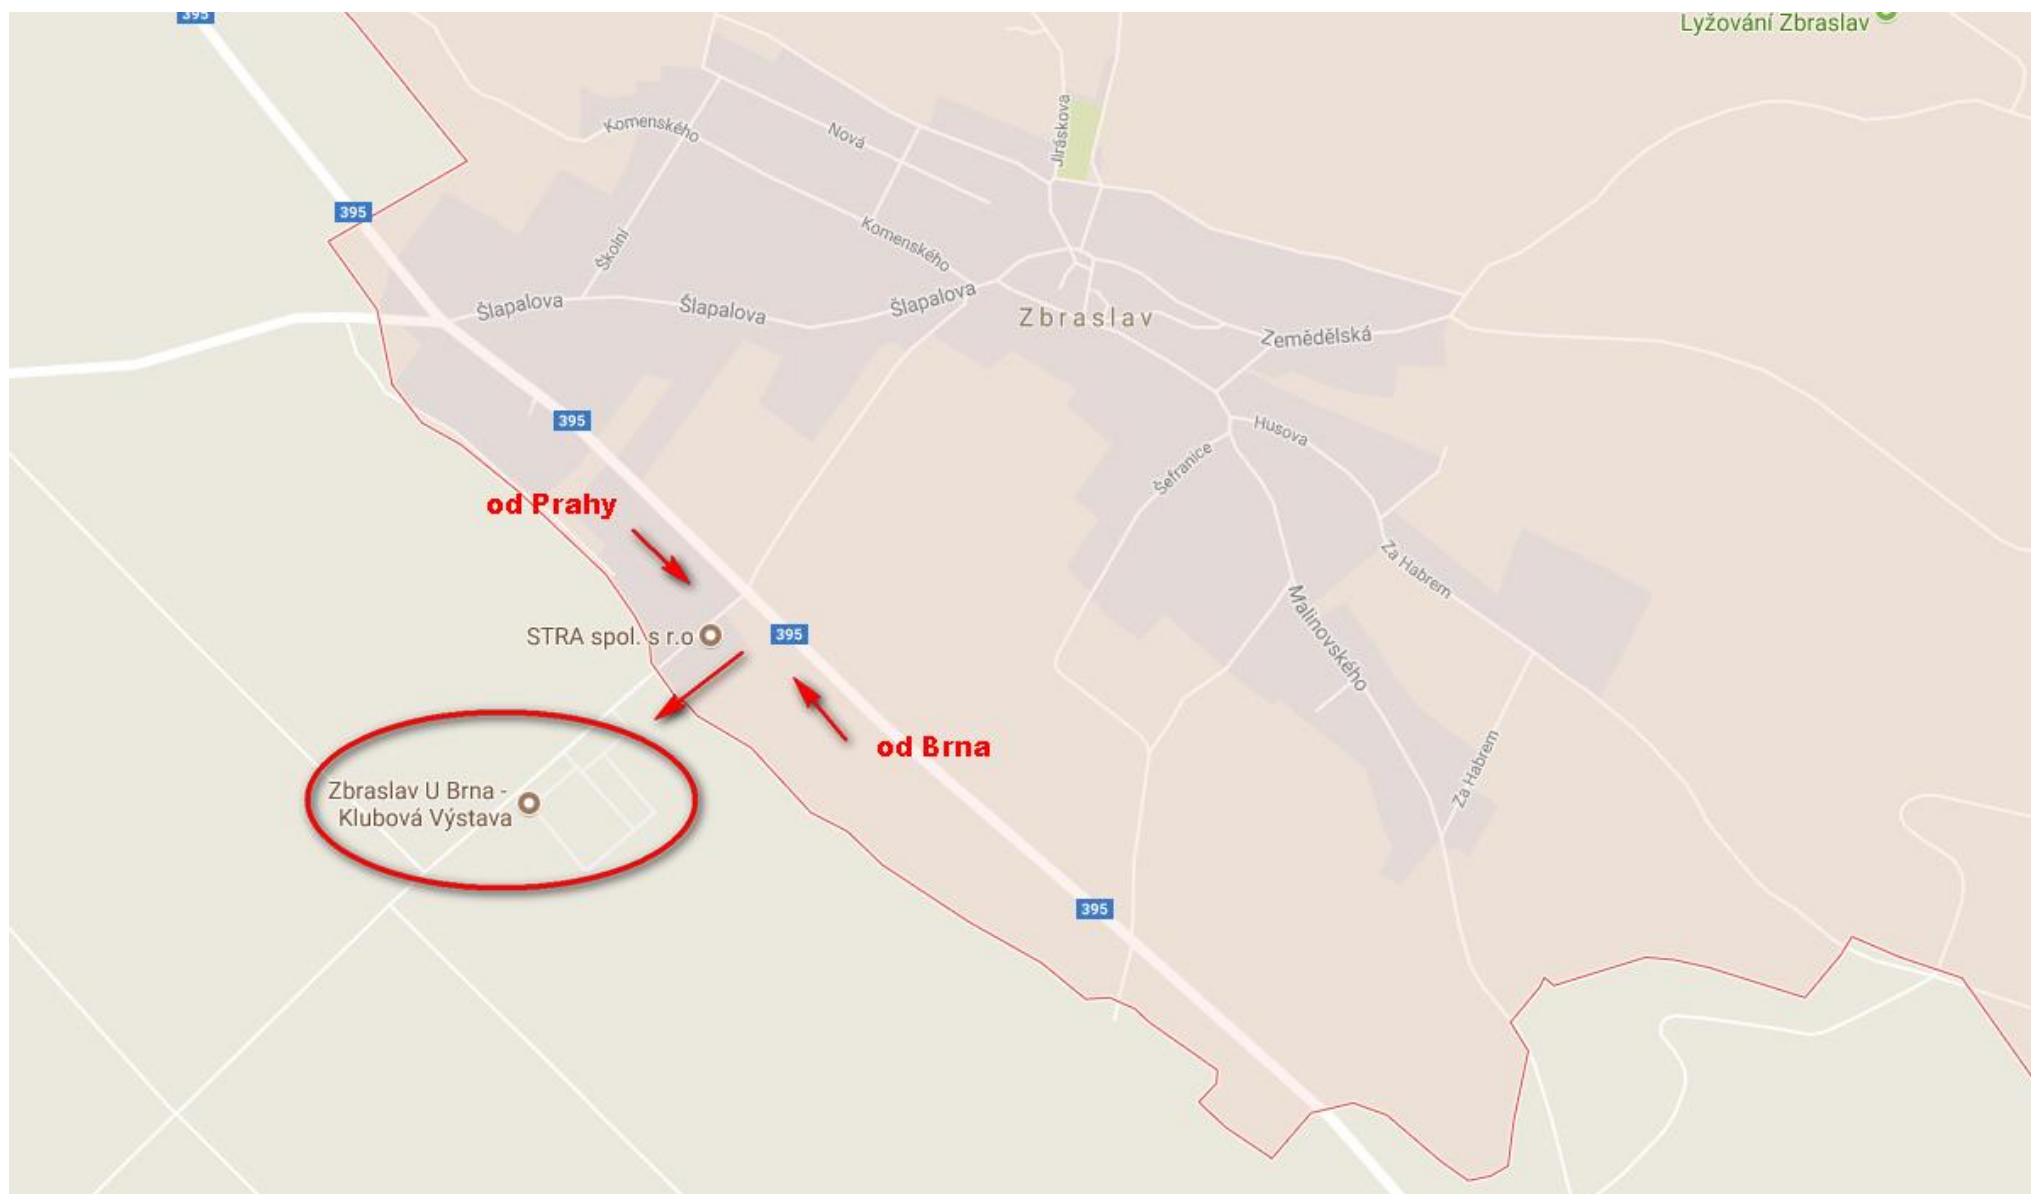 395
Lyžování Zbraslav
Komenského
Nová
Jiráskova
395
Školní
Komenského
Šlapalova
Šlapalova
Šlapalova
Zbraslav
Zemědělská
395
Husova
Šefranice
od Prahy
Za Habrem
Malinovského
STRA spol. s r.o
395
od Brna
Za Habrem
Zbraslav U Brna -
Klubová Výstava
395